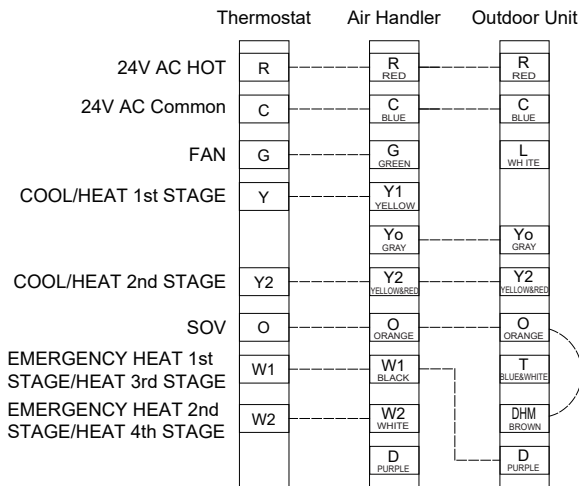 Thermostat Air Handler Outdoor Unit
24V AC HOT R R R
RED RED
24V AC Common C C C
BLUE BLUE
FAN G G L
GREEN WH ITE
COOL/HEAT 1st STAGE Y Y1
YELLOW
Yo Yo
GRAY GRAY
COOL/HEAT 2nd STAGE Y2 Y2 Y2
YELLOW&RED YELLOW&RED
SOV O O O
ORANGE ORANGE
EMERGENCY HEAT 1st
STAGE/HEAT 3rd STAGE W1 W1 T
BLACK BLUE&WHITE
EMERGENCY HEAT 2nd
STAGE/HEAT 4th STAGE W2 W2 DHM
WHITE BROWN
D D
PURPLE PURPLE